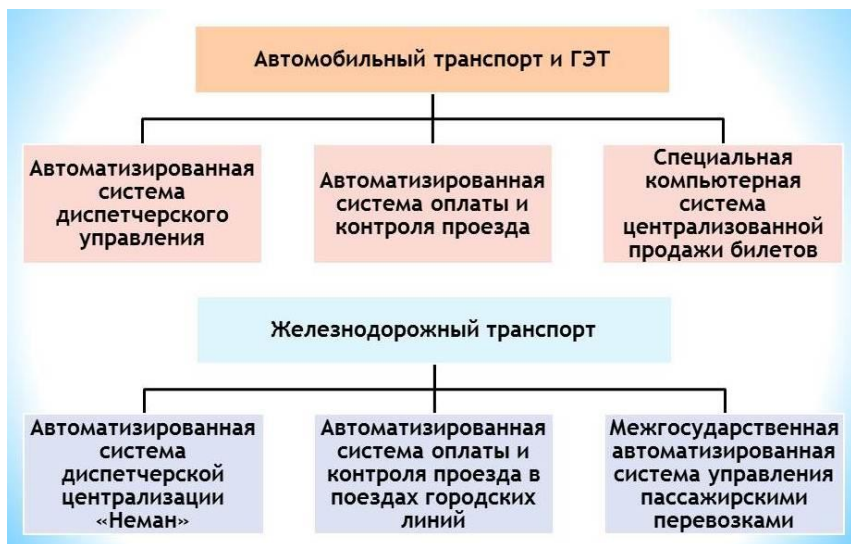 Автомобильный транспорт и ГЭТ
Автоматизированная
система
диспетчерского
управления
Автоматизированная
система оплаты и
контроля проезда
Специальная
компьютерная
система
централизованной
продажи билетов
Железнодорожный транспорт
Автоматизированная
система
диспетчерской
централизации
«Неман»
Автоматизированная
система оплаты и
контроля проезда в
поездах городских
линий
Межгосударственная
автоматизированная
система управления
пассажирскими
перевозками